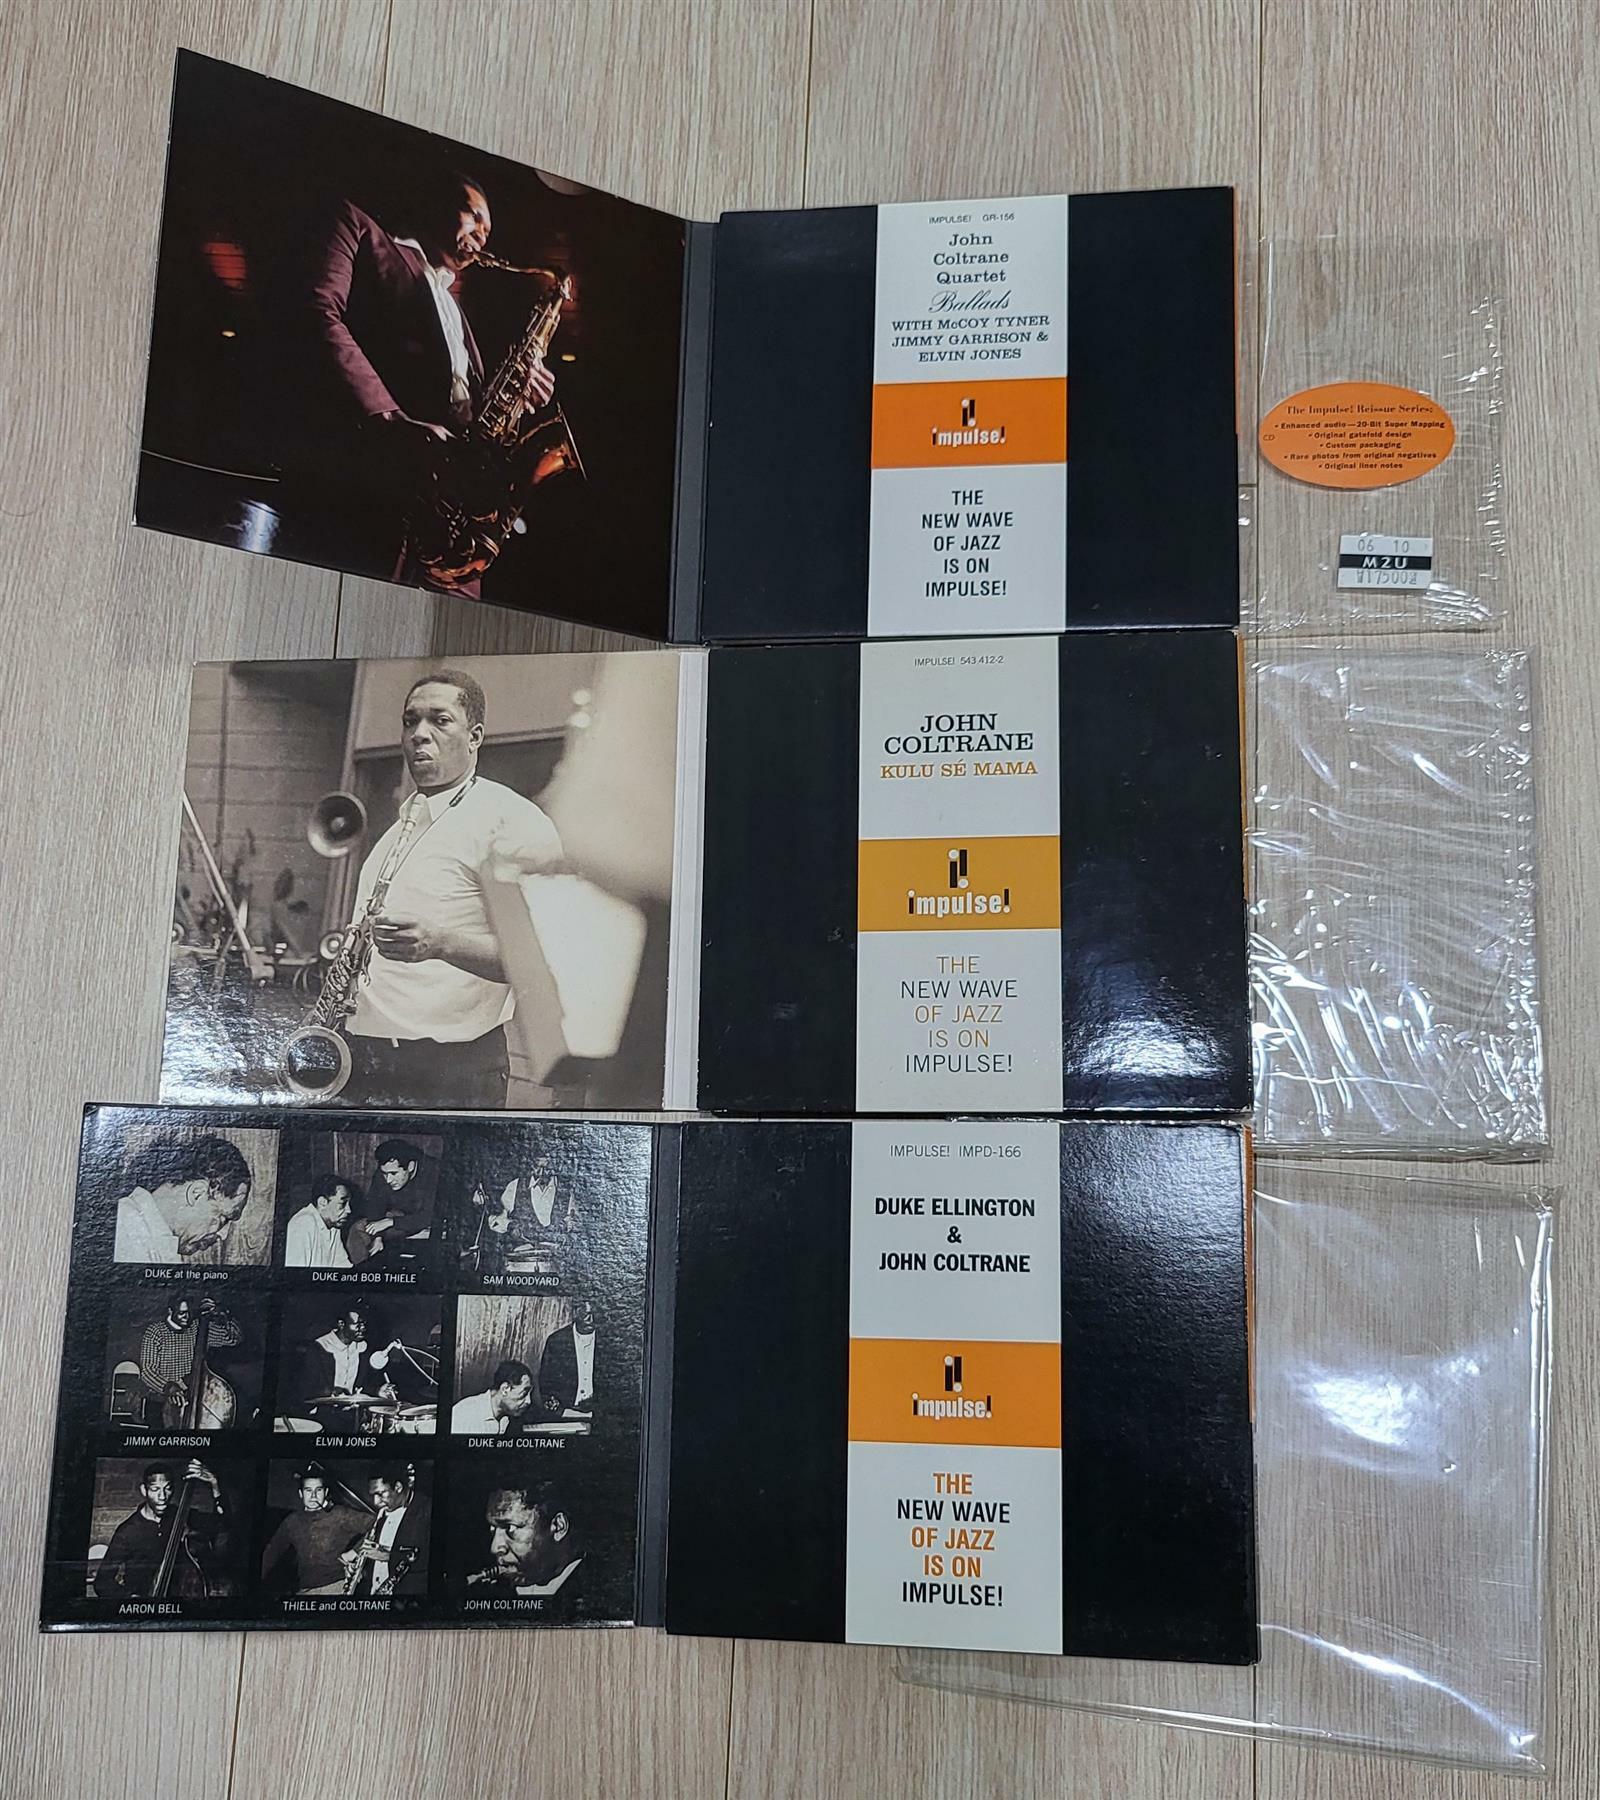 IMPULSE! GR-156
John
Coltrane
Quartet
Ballads
WITH McCOY TYNER
JIMMY GARRISON &
ELVIN JONES
impulse!
THE
NEW WAVE
OF JAZZ
IS ON
IMPULSE!
The Impulse! Reissue Series:
• Enhanced audio—20-Bit Super Mapping
• Original gatefold design
CD
• Custom packaging
• Rare photos from original negatives
• Original liner notes
06 10
M2U
IMPULSE! 543 412-2
JOHN
COLTRANE
KULU SÉ MAMA
impulse!
THE
NEW WAVE
OF JAZZ
IS ON
IMPULSE!
DUKE at the piano
DUKE and BOB THIELE
SAM WOODYARD
JIMMY GARRISON
ELVIN JONES
DUKE and COLTRANE
AARON BELL
THIELE and COLTRANE
JOHN COLTRANE
IMPULSE! IMPD-166
DUKE ELLINGTON
&
JOHN COLTRANE
impulse!
THE
NEW WAVE
OF JAZZ
IS ON
IMPULSE!